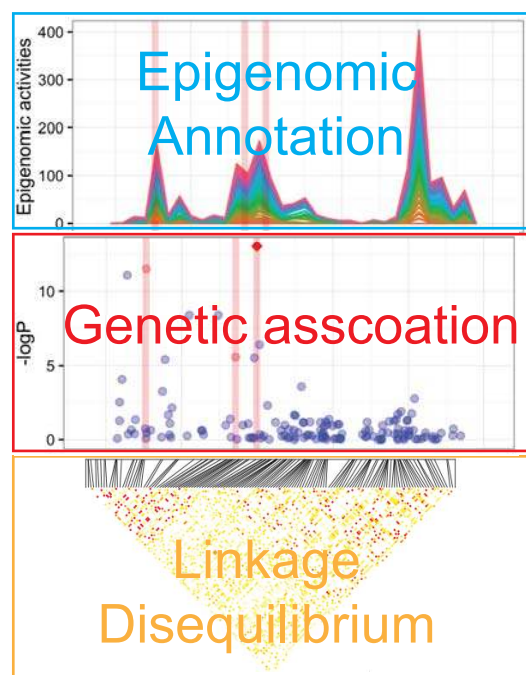 400
300
200
100
0
Epigenomic activities
Epigenomic
Annotation
10
5
0
-logP
Genetic asscoation
Linkage
Disequilibrium